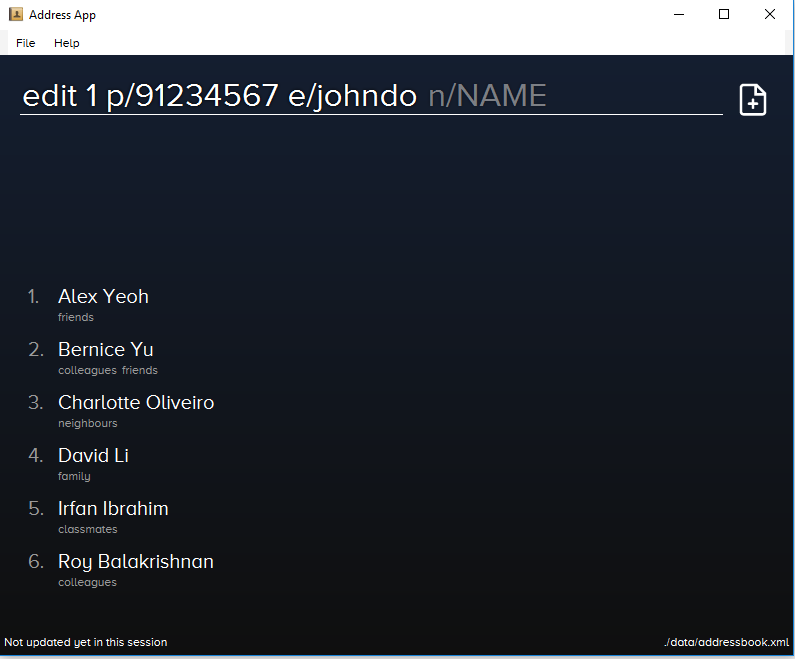 Address App
File Help
edit 1 p/91234567 e/johndo n/NAME
1. Alex Yeoh
friends
2. Bernice Yu
colleagues friends
3. Charlotte Oliveiro
neighbours
4. David Li
family
5. Irfan Ibrahim
classmates
6. Roy Balakrishnan
colleagues
Not updated yet in this session ./data/addressbook.xml